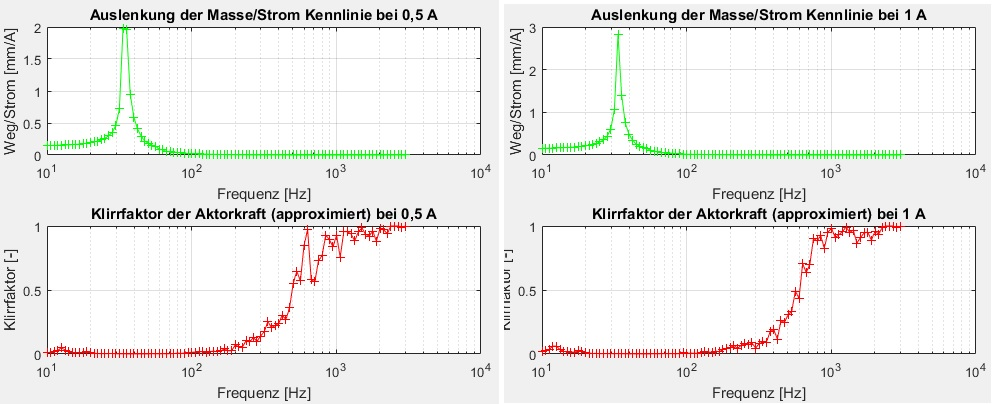 Auslenkung der Masse/Strom Kennlinie bei 0,5 A
Weg/Strom [mm/A]
2
1.5
1
0.5
0
10^1
10^2
10^3
10^4
Frequenz [Hz]
Auslenkung der Masse/Strom Kennlinie bei 1 A
Weg/Strom [mm/A]
3
2
1
0
10^1
10^2
10^3
10^4
Frequenz [Hz]
Klirrfaktor der Aktorkraft (approximiert) bei 0,5 A
Klirrfaktor [-]
1
0.5
0
10^1
10^2
10^3
10^4
Frequenz [Hz]
Klirrfaktor der Aktorkraft (approximiert) bei 1 A
Klirrfaktor [-]
1
0.5
0
10^1
10^2
10^3
10^4
Frequenz [Hz]